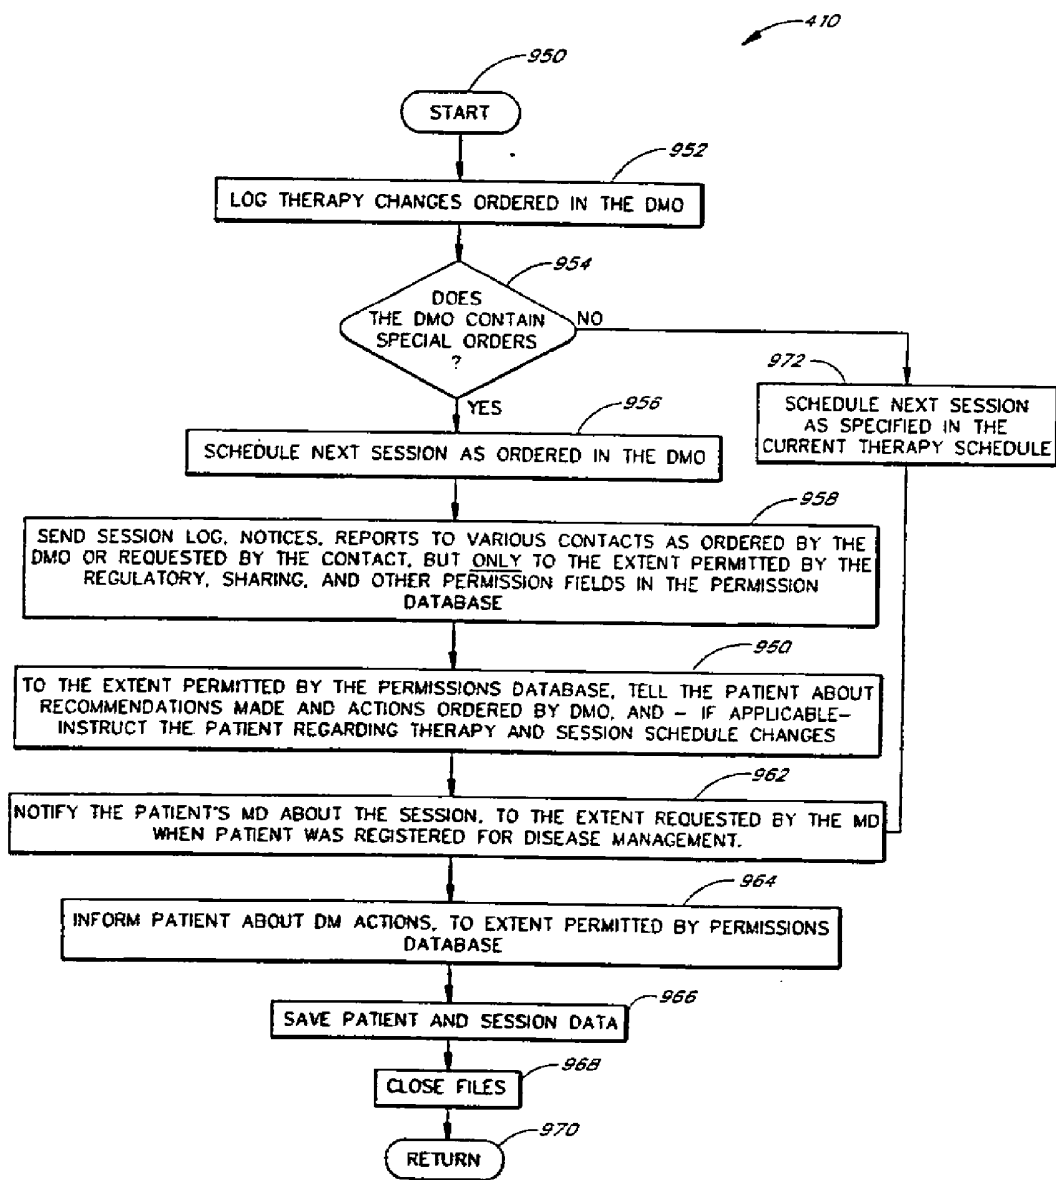 410
950
START
952
LOG THERAPY CHANGES ORDERED IN THE DMO
954
DOES
THE DMO CONTAIN
SPECIAL ORDERS
?
NO
YES
972
SCHEDULE NEXT SESSION
AS SPECIFIED IN THE
CURRENT THERAPY SCHEDULE
956
SCHEDULE NEXT SESSION AS ORDERED IN THE DMO
958
SEND SESSION LOG, NOTICES, REPORTS TO VARIOUS CONTACTS AS ORDERED BY THE
DMO OR REQUESTED BY THE CONTACT, BUT ONLY TO THE EXTENT PERMITTED BY THE
REGULATORY, SHARING, AND OTHER PERMISSION FIELDS IN THE PERMISSION
DATABASE
950
TO THE EXTENT PERMITTED BY THE PERMISSIONS DATABASE, TELL THE PATIENT ABOUT
RECOMMENDATIONS MADE AND ACTIONS ORDERED BY DMO, AND – IF APPLICABLE–
INSTRUCT THE PATIENT REGARDING THERAPY AND SESSION SCHEDULE CHANGES
962
NOTIFY THE PATIENT'S MD ABOUT THE SESSION, TO THE EXTENT REQUESTED BY THE MD
WHEN PATIENT WAS REGISTERED FOR DISEASE MANAGEMENT.
964
INFORM PATIENT ABOUT DM ACTIONS, TO EXTENT PERMITTED BY PERMISSIONS
DATABASE
966
SAVE PATIENT AND SESSION DATA
968
CLOSE FILES
970
RETURN